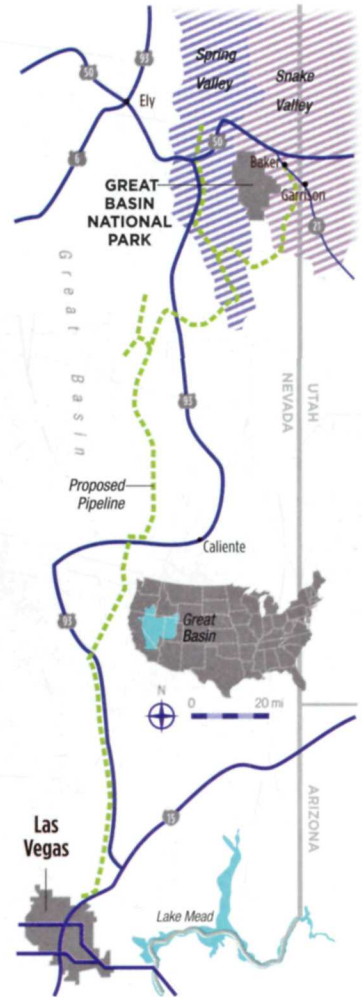 93
50
Spring
Valley
Snake
Valley
Ely
50
6
Baker
GREAT
BASIN
NATIONAL
PARK
Garrison
21
Great Basin
93
UTAH
NEVADA
Proposed
Pipeline
Caliente
93
Great
Basin
N
0 20 mi
15
ARIZONA
Las
Vegas
Lake Mead